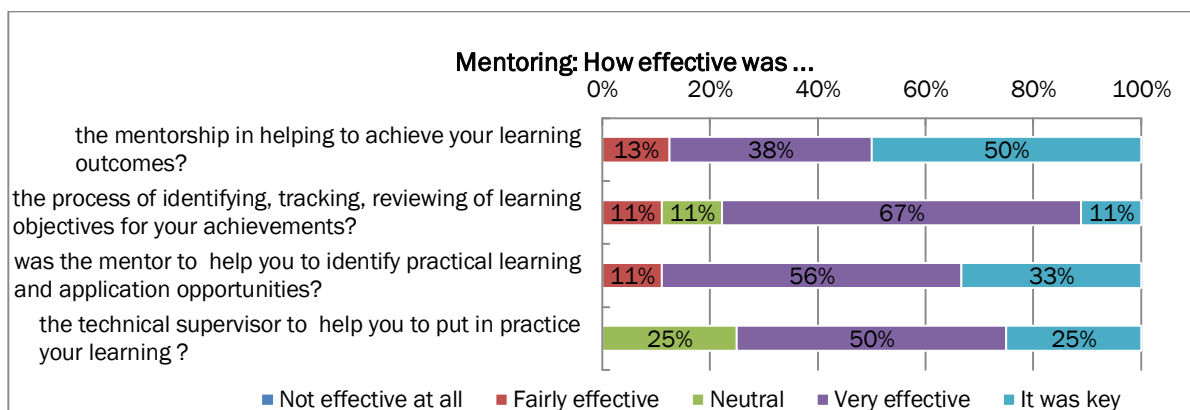 Mentoring: How effective was ...
0% 20% 40% 60% 80% 100%
the mentorship in helping to achieve your learning
outcomes?
13% 38% 50%
the process of identifying, tracking, reviewing of learning
objectives for your achievements?
11% 11% 67% 11%
was the mentor to help you to identify practical learning
and application opportunities?
11% 56% 33%
the technical supervisor to help you to put in practice
your learning ?
25% 50% 25%
Not effective at all Fairly effective Neutral Very effective It was key